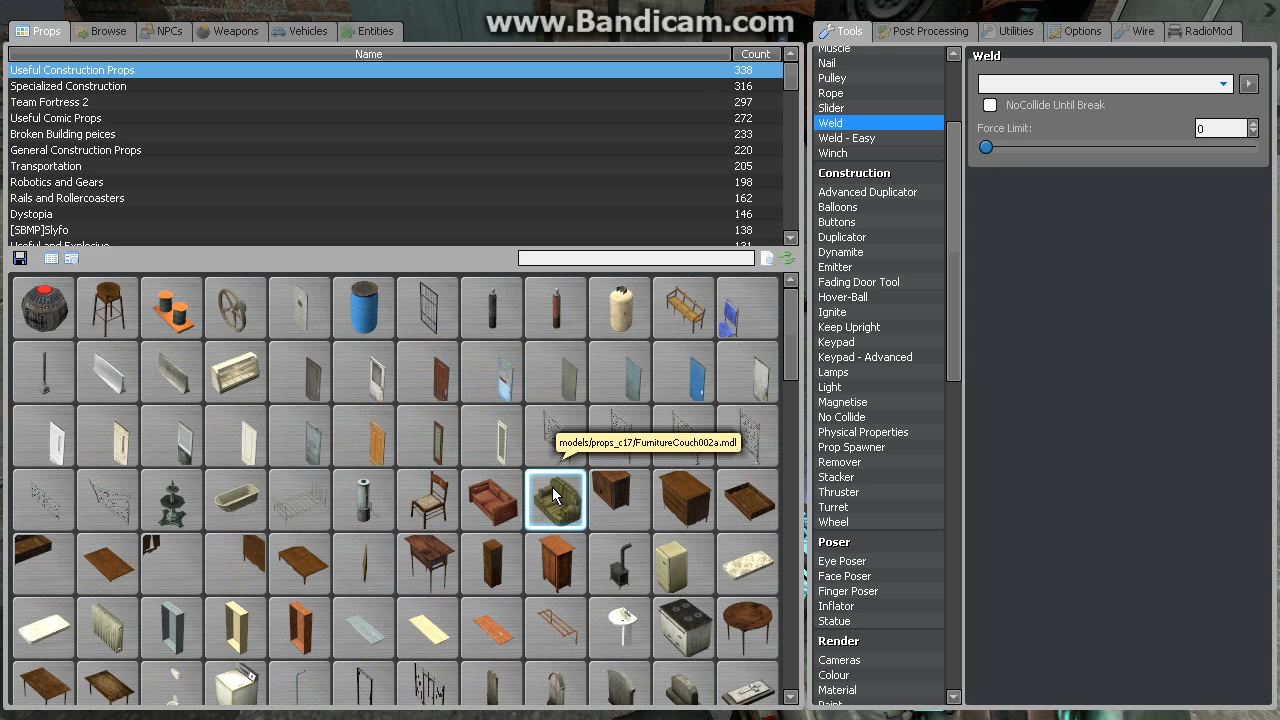 www.Bandicam.com
Props
Browse
NPCs
Weapons
Vehicles
Entities
Tools
Post Processing
Utilities
Options
Wire
RadioMod
Name
Count
Useful Construction Props 338
Specialized Construction 316
Team Fortress 2 297
Useful Comic Props 272
Broken Building peices 233
General Construction Props 220
Transportation 205
Robotics and Gears 198
Rails and Rollercoasters 162
Dystopia 146
[SBMP]Slyfo 138
Useful and Explosive 131
models/props_c17/FurnitureCouch002a.mdl
Muscle
Nail
Pulley
Rope
Slider
Weld
Weld - Easy
Winch
Construction
Advanced Duplicator
Balloons
Buttons
Duplicator
Dynamite
Emitter
Fading Door Tool
Hover-Ball
Ignite
Keep Upright
Keypad
Keypad - Advanced
Lamps
Light
Magnetise
No Collide
Physical Properties
Prop Spawner
Remover
Stacker
Thruster
Turret
Wheel
Poser
Eye Poser
Face Poser
Finger Poser
Inflator
Statue
Render
Cameras
Colour
Material
Paint
Weld
NoCollide Until Break
Force Limit:
0